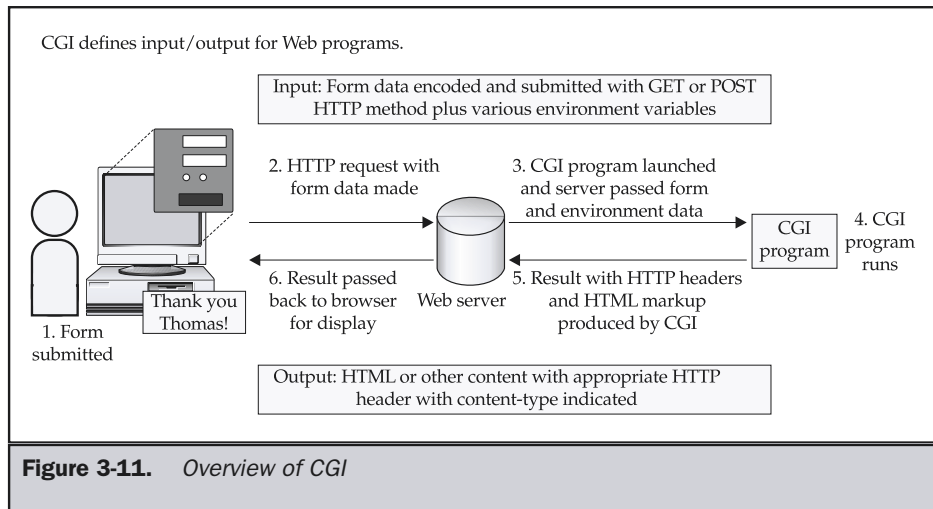 CGI defines input/output for Web programs.
Input: Form data encoded and submitted with GET or POST
HTTP method plus various environment variables
2. HTTP request with
form data made
3. CGI program launched
and server passed form
and environment data
CGI
program
4. CGI
program
runs
Thank you
Thomas!
1. Form
submitted
6. Result passed
back to browser
for display
Web server
5. Result with HTTP headers
and HTML markup
produced by CGI
Output: HTML or other content with appropriate HTTP
header with content-type indicated
Figure 3-11. Overview of CGI